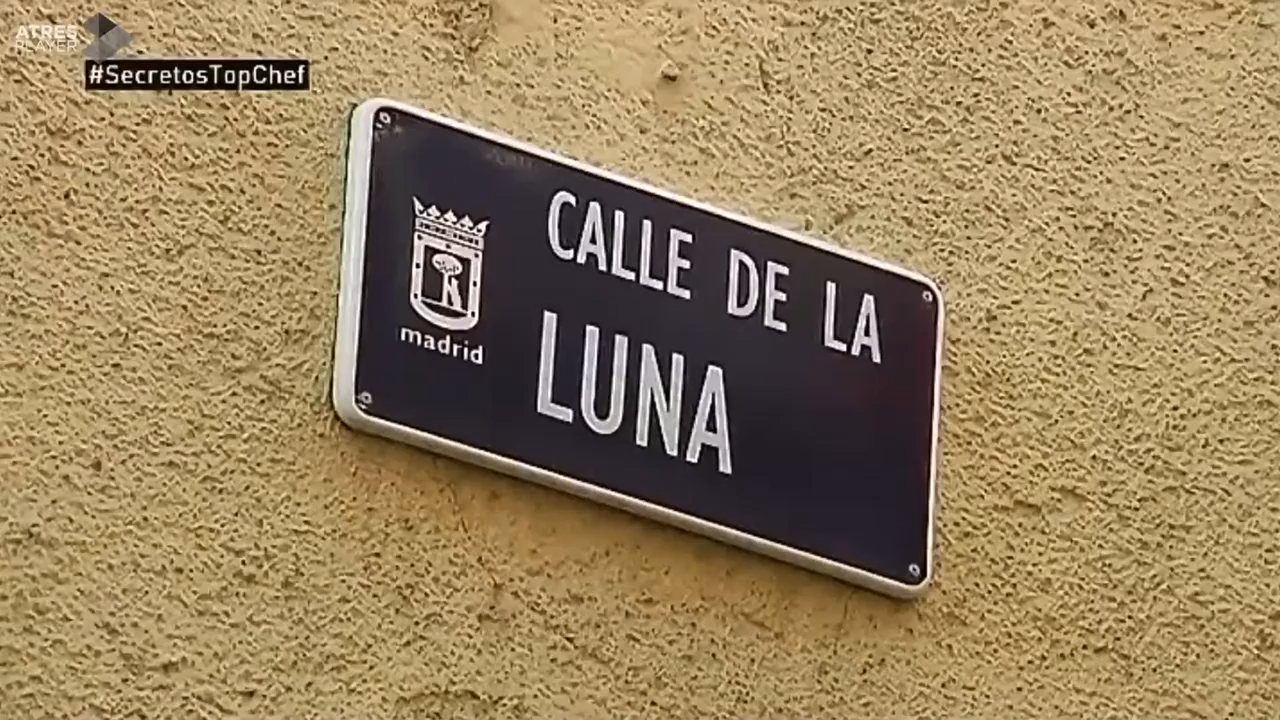 ATRES
PLAYER
#SecretosTopChef
CALLE DE LA
LUNA
madrid